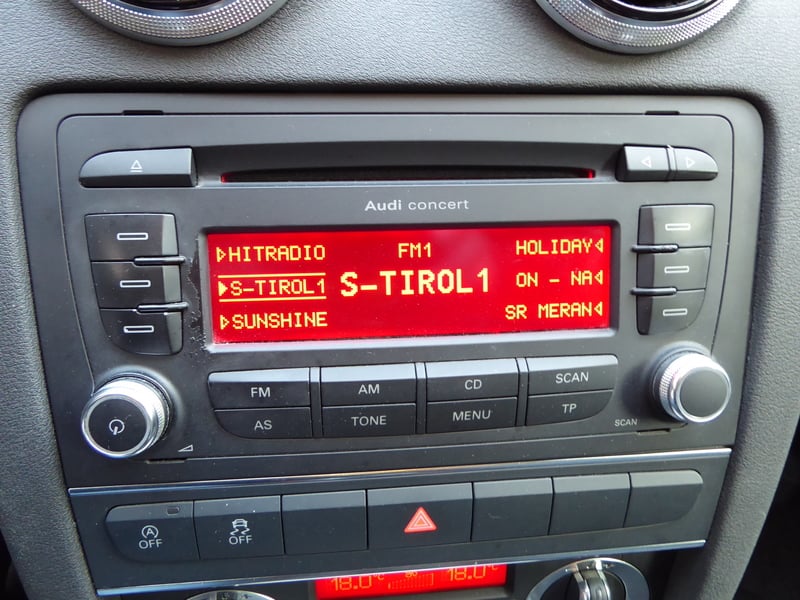 Audi concert
HITRADIO FM1 HOLIDAY
S-TIROL1 S-TIROL1 ON - NA
SUNSHINE SR MERAN
FM AM CD SCAN
AS TONE MENU TP
SCAN
A OFF OFF
18.0°C 18.0°C